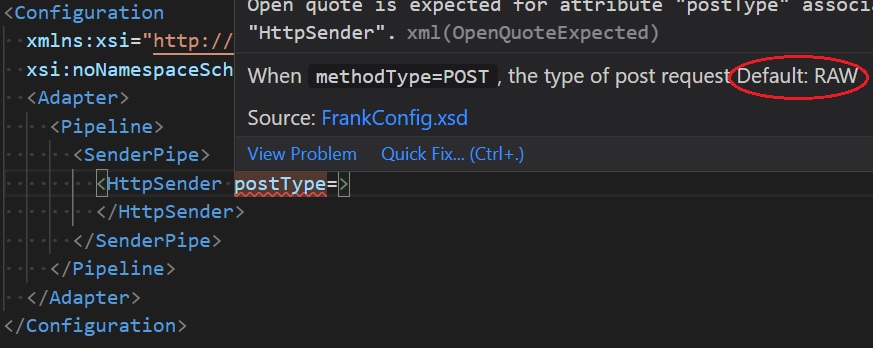 <Configuration
Open quote is expected for attribute "postType" associa
xmlns:xsi="http://
"HttpSender". xml(OpenQuoteExpected)
xsi:noNamespaceSch
When methodType=POST , the type of post request Default: RAW
<Adapter>
Source: FrankConfig.xsd
<Pipeline>
<SenderPipe>
View Problem Quick Fix... (Ctrl+.)
<HttpSender postType=>
</HttpSender>
</SenderPipe>
</Pipeline>
</Adapter>
</Configuration>